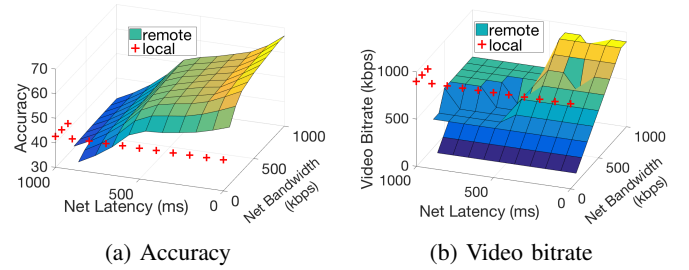 remote
local
Accuracy
70
60
50
40
30
1000
500
0
Net Latency (ms)
0
500
1000
Net Bandwidth
(kbps)
(a) Accuracy
remote
local
Video Bitrate (kbps)
1000
500
0
1000
500
0
Net Latency (ms)
0
500
1000
Net Bandwidth
(kbps)
(b) Video bitrate